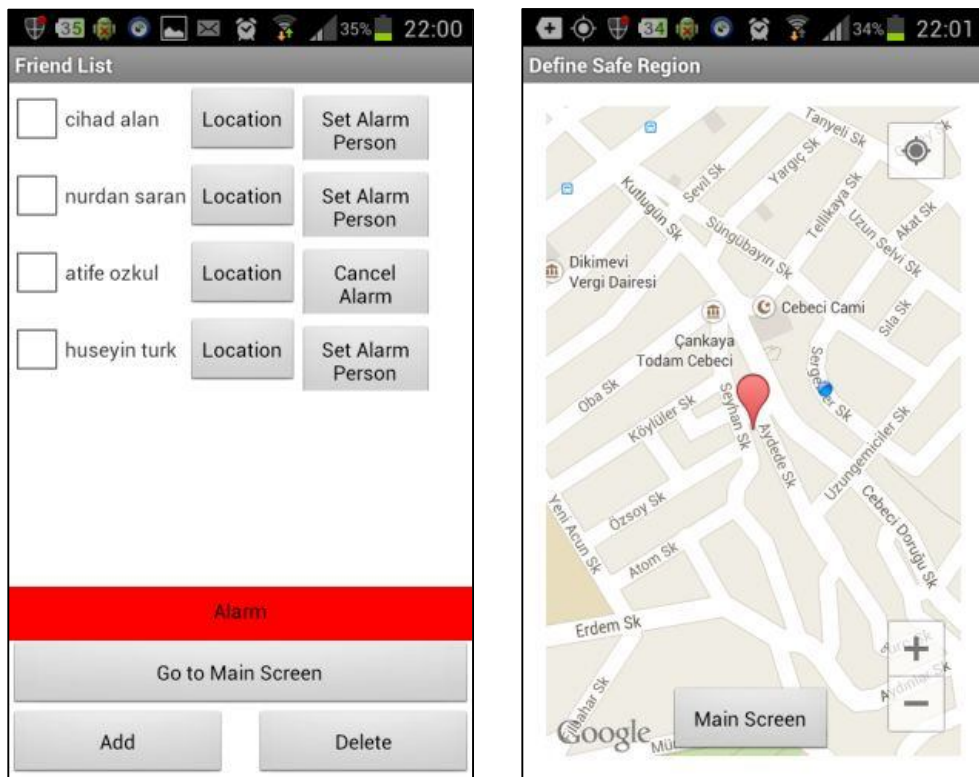 35
35%
22:00
Friend List
cihad alan
Location
Set Alarm
Person
nurdan saran
Location
Set Alarm
Person
atife ozkul
Location
Cancel
Alarm
huseyin turk
Location
Set Alarm
Person
Alarm
Go to Main Screen
Add
Delete
34
34%
22:01
Define Safe Region
Tanyeli Sk
Yargıç Sk
Sevil Sk
Kutlugün Sk
Tellikaya Sk
Akat Sk
Uzun Selvi Sk
Süngübayırı Sk
Dikimevi
Vergi Dairesi
Cebeci Cami
Sıla Sk
Çankaya
Todam Cebeci
Oba Sk
Seyhan Sk
Köylüler Sk
Aydede Sk
Uzungemiciler Sk
Özsoy Sk
Yeni Acun Sk
Cebeci Doruğu Sk
Atom Sk
Erdem Sk
+
−
Google
Main Screen